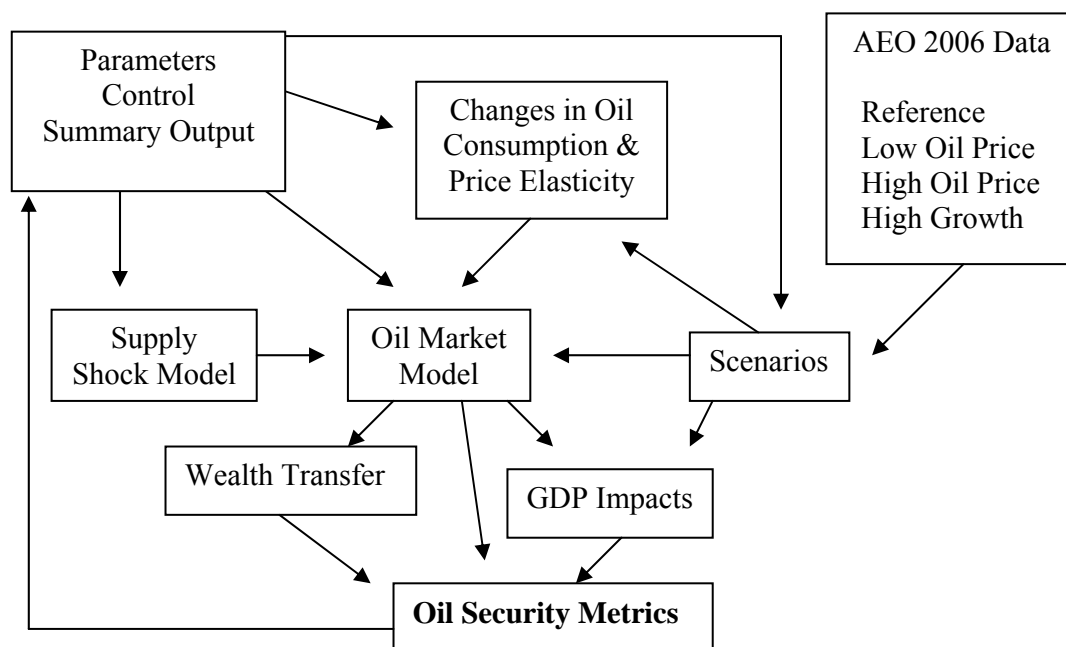 Parameters
Control
Summary Output
Changes in Oil
Consumption &
Price Elasticity
AEO 2006 Data
Reference
Low Oil Price
High Oil Price
High Growth
Supply
Shock Model
Oil Market
Model
Scenarios
Wealth Transfer
GDP Impacts
Oil Security Metrics